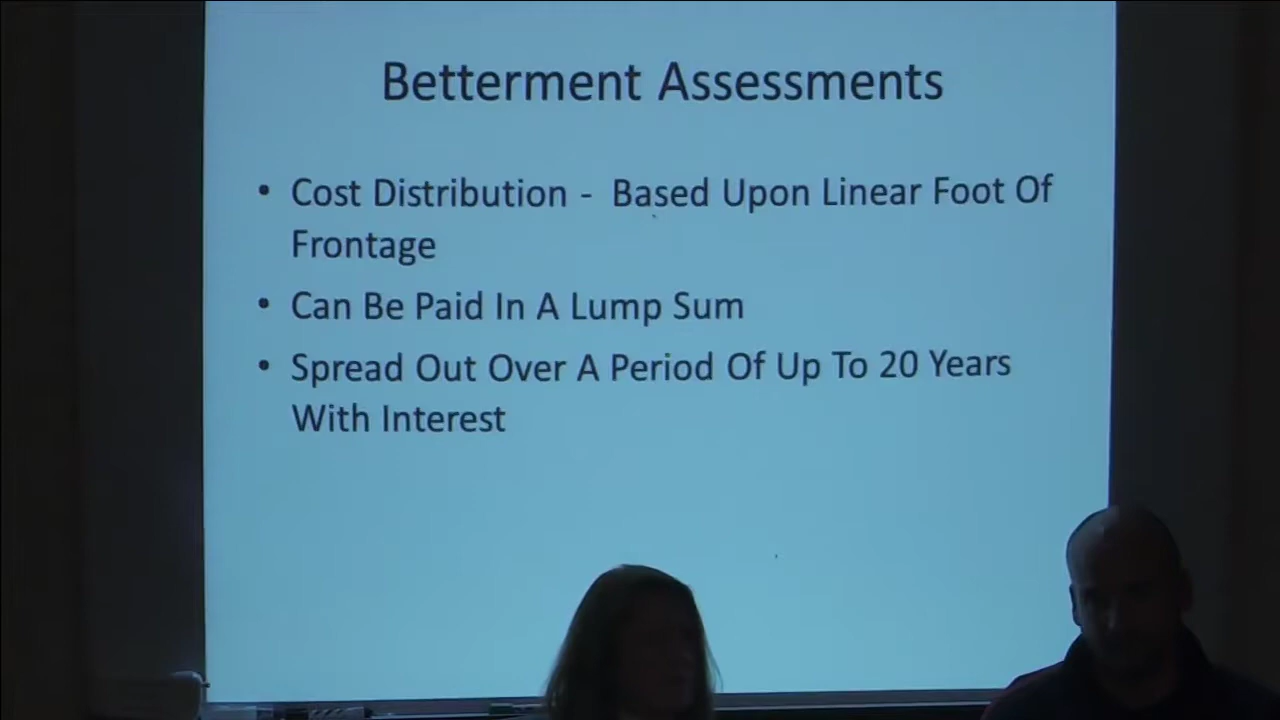 Betterment Assessments
• Cost Distribution - Based Upon Linear Foot Of
Frontage
• Can Be Paid In A Lump Sum
• Spread Out Over A Period Of Up To 20 Years
With Interest